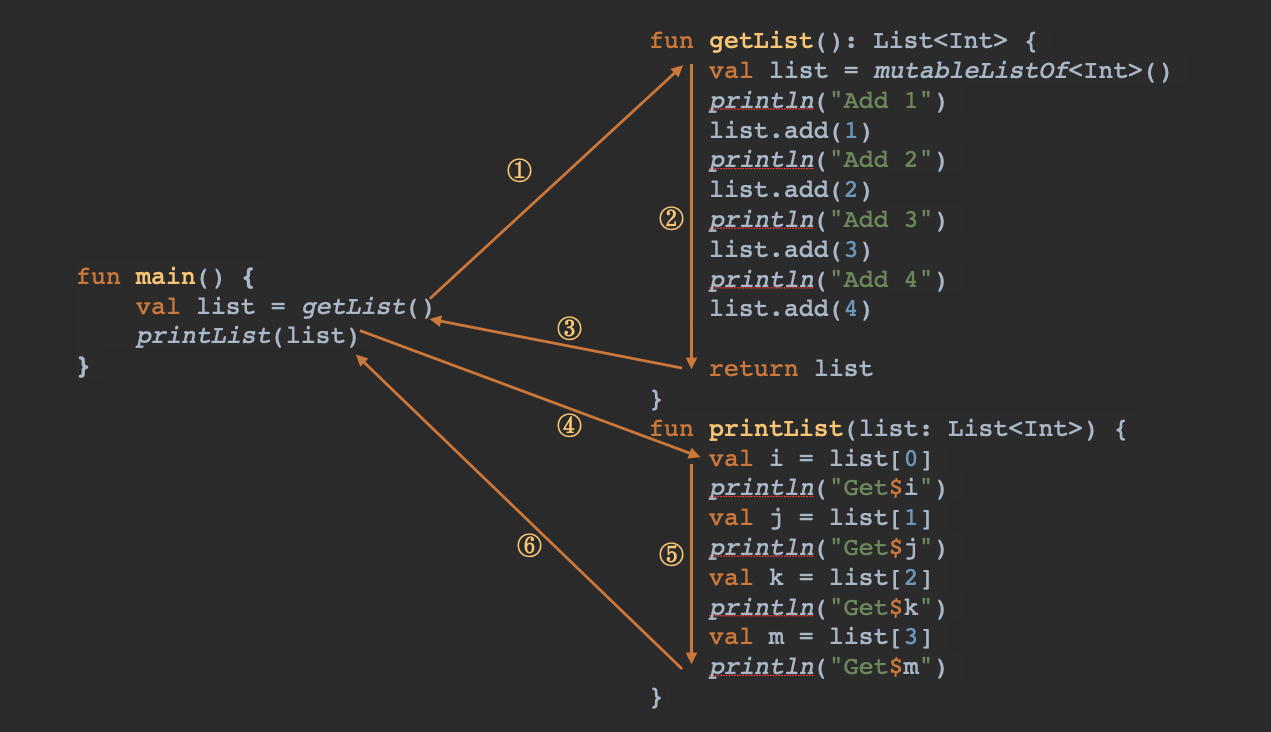 fun main() {
    val list = getList()
    printList(list)
}
①
②
③
④
⑤
⑥
fun getList(): List<Int> {
    val list = mutableListOf<Int>()
    println("Add 1")
    list.add(1)
    println("Add 2")
    list.add(2)
    println("Add 3")
    list.add(3)
    println("Add 4")
    list.add(4)
    return list
}
fun printList(list: List<Int>) {
    val i = list[0]
    println("Get$i")
    val j = list[1]
    println("Get$j")
    val k = list[2]
    println("Get$k")
    val m = list[3]
    println("Get$m")
}